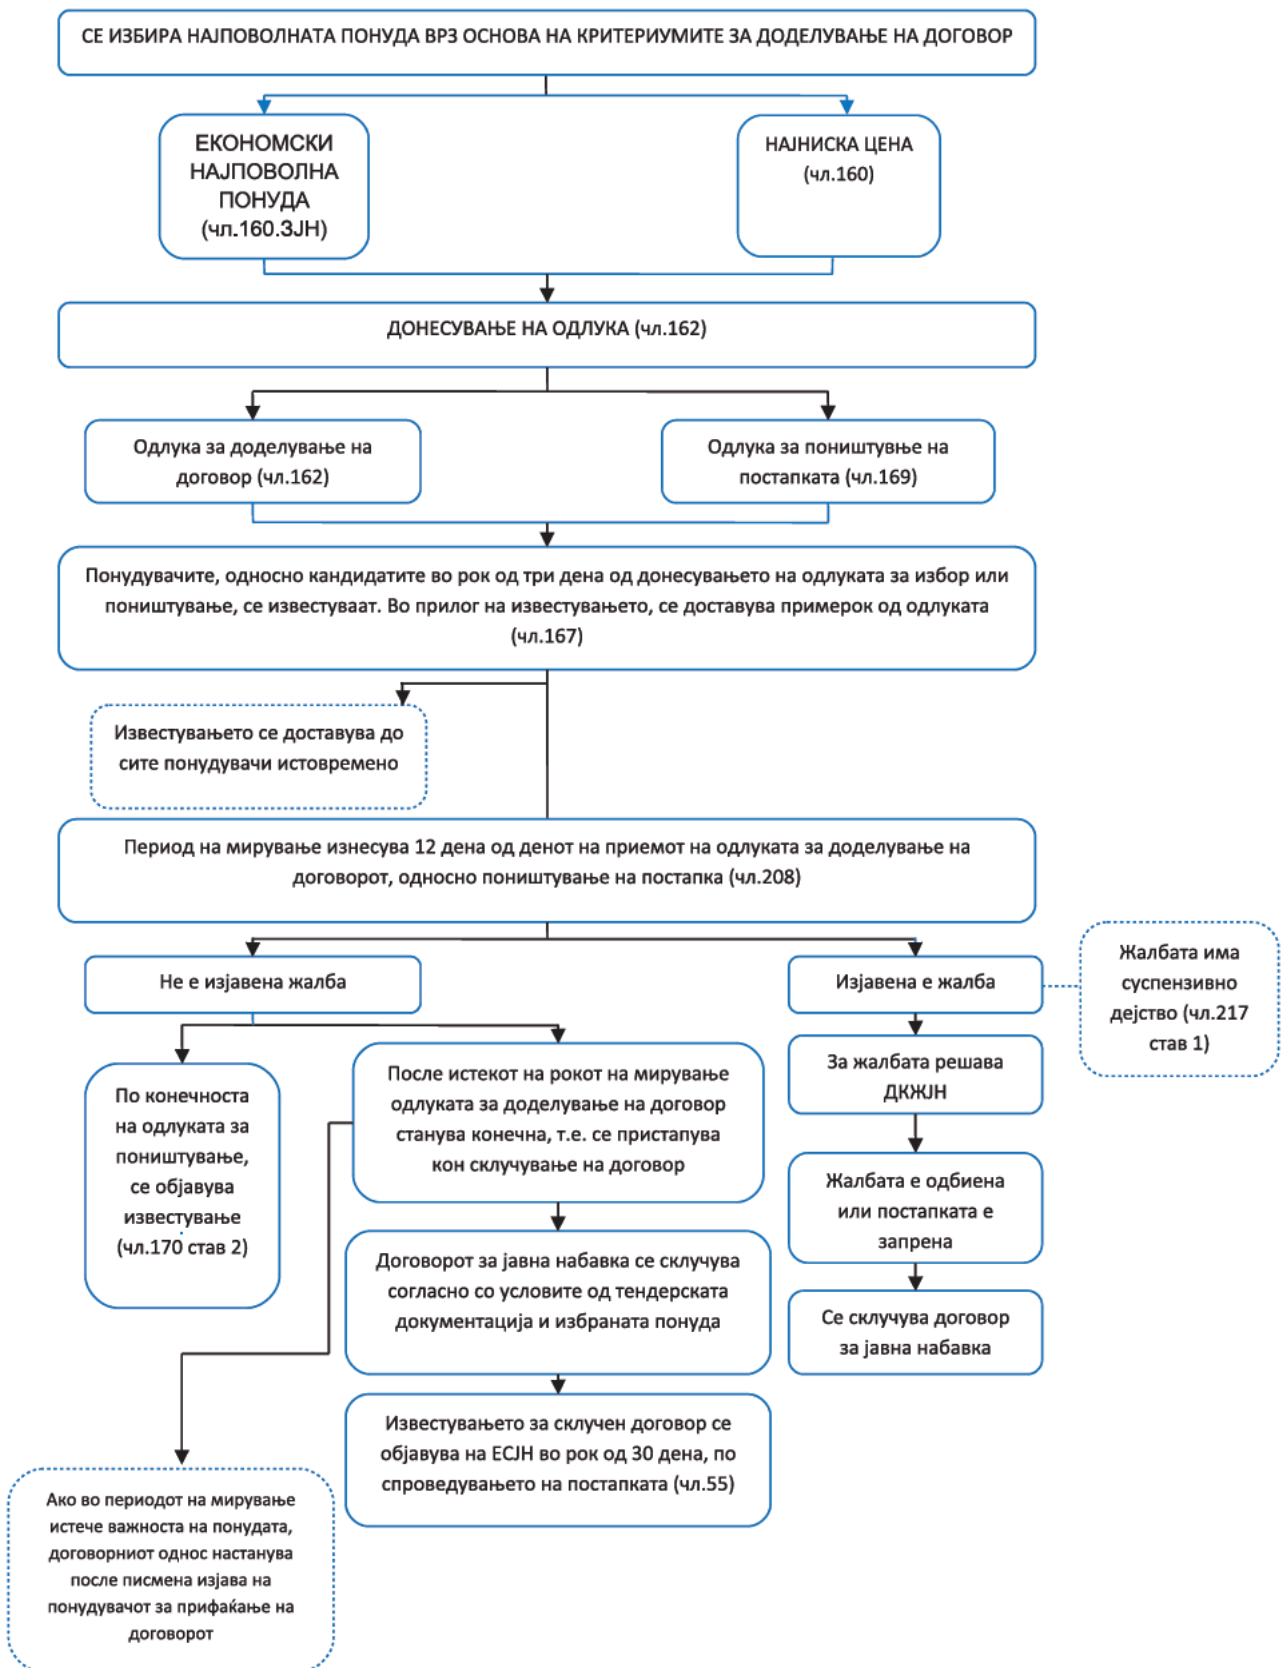 СЕ ИЗБИРА НАЈПОВОЛНАТА ПОНУДА ВРЗ ОСНОВА НА КРИТЕРИУМИТЕ ЗА ДОДЕЛУВАЊЕ НА ДОГОВОР
ЕКОНОМСКИ
НАЈПОВОЛНА
ПОНУДА
(чл.160.ЗЈН)
НАЈНИСКА ЦЕНА
(чл.160)
ДОНЕСУВАЊЕ НА ОДЛУКА (чл.162)
Одлука за доделување на
договор (чл.162)
Одлука за поништувње на
постапката (чл.169)
Понудувачите, односно кандидатите во рок од три дена од донесувањето на одлуката за избор или
поништување, се известуваат. Во прилог на известувањето, се доставува примерок од одлуката
(чл.167)
Известувањето се доставува до
сите понудувачи истовремено
Период на мирување изнесува 12 дена од денот на приемот на одлуката за доделување на
договорот, односно поништување на постапка (чл.208)
Не е изјавена жалба
Изјавена е жалба
Жалбата има
суспензивно
дејство (чл.217
став 1)
По конечноста
на одлуката за
поништување,
се објавува
известување
(чл.170 став 2)
После истекот на рокот на мирување
одлуката за доделување на договор
станува конечна, т.е. се пристапува
кон склучување на договор
За жалбата решава
ДКЖЈН
Жалбата е одбиена
или постапката е
запрена
Договорот за јавна набавка се склучува
согласно со условите од тендерската
документација и избраната понуда
Се склучува договор
за јавна набавка
Известувањето за склучен договор се
објавува на ЕСЈН во рок од 30 дена, по
спроведувањето на постапката (чл.55)
Ако во периодот на мирување
истече важноста на понудата,
договорниот однос настанува
после писмена изјава на
понудувачот за прифаќање на
договорот